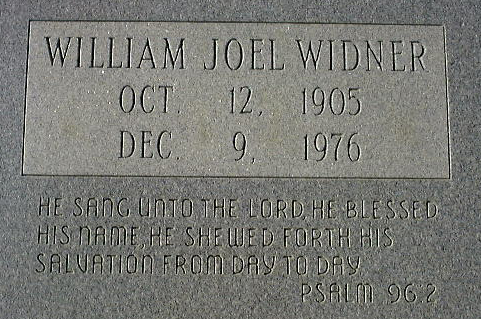 WILLIAM JOEL WIDNER
OCT. 12, 1905
DEC. 9, 1976
HE SANG UNTO THE LORD, HE BLESSED
HIS NAME, HE SHEWED FORTH HIS
SALVATION FROM DAY TO DAY
PSALM 96:2